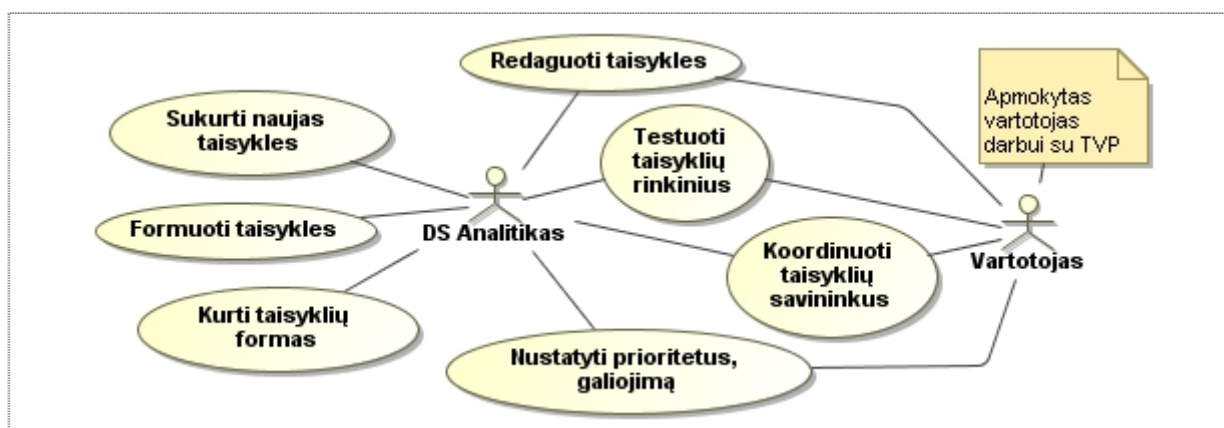 Redaguoti taisykles
Apmokytas
vartotojas
darbui su TVP
Sukurti naujas
taisykles
Testuoti
taisyklių
rinkinius
Formuoti taisykles
DS Analitikas
Koordinuoti
taisyklių
savininkus
Vartotojas
Kurti taisyklių
formas
Nustatyti prioritetus,
galiojimą